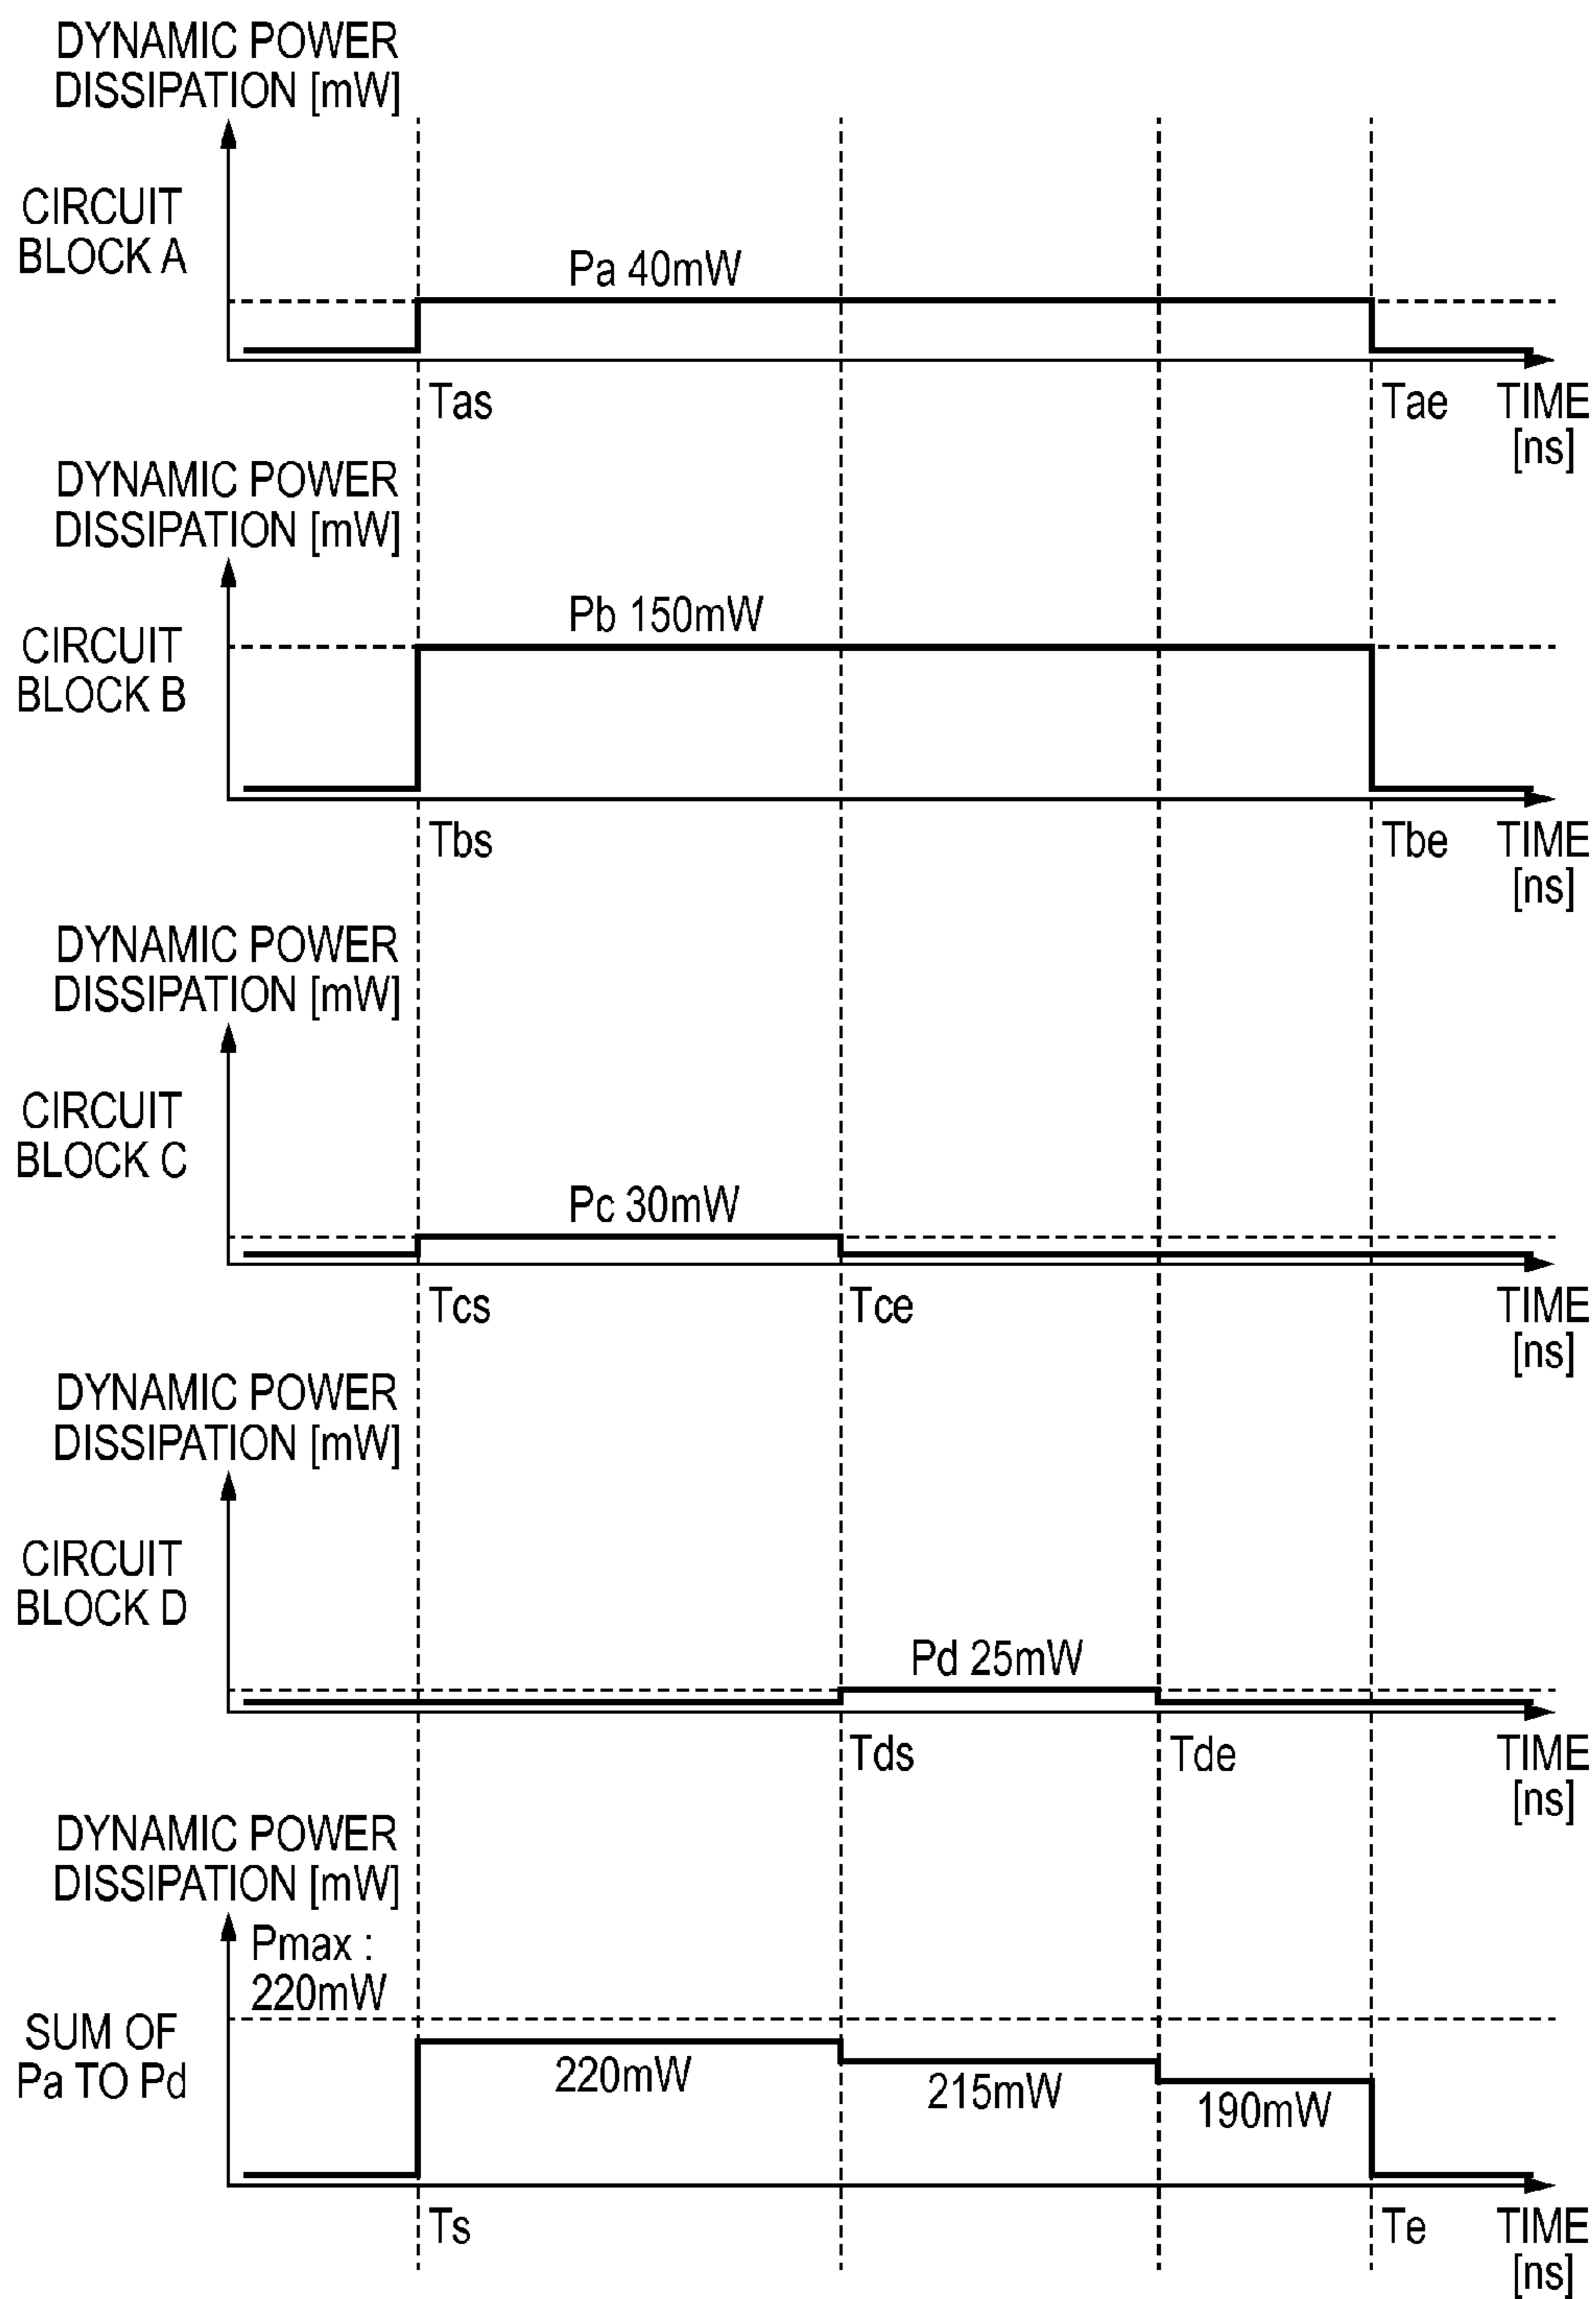 DYNAMIC POWER
DISSIPATION [mW]
CIRCUIT
BLOCK A
Pa 40mW
Tas
Tae
TIME
[ns]
DYNAMIC POWER
DISSIPATION [mW]
CIRCUIT
BLOCK B
Pb 150mW
Tbs
Tbe
TIME
[ns]
DYNAMIC POWER
DISSIPATION [mW]
CIRCUIT
BLOCK C
Pc 30mW
Tcs
Tce
TIME
[ns]
DYNAMIC POWER
DISSIPATION [mW]
CIRCUIT
BLOCK D
Pd 25mW
Tds
Tde
TIME
[ns]
DYNAMIC POWER
DISSIPATION [mW]
Pmax :
220mW
SUM OF
Pa TO Pd
220mW
215mW
190mW
Ts
Te
TIME
[ns]